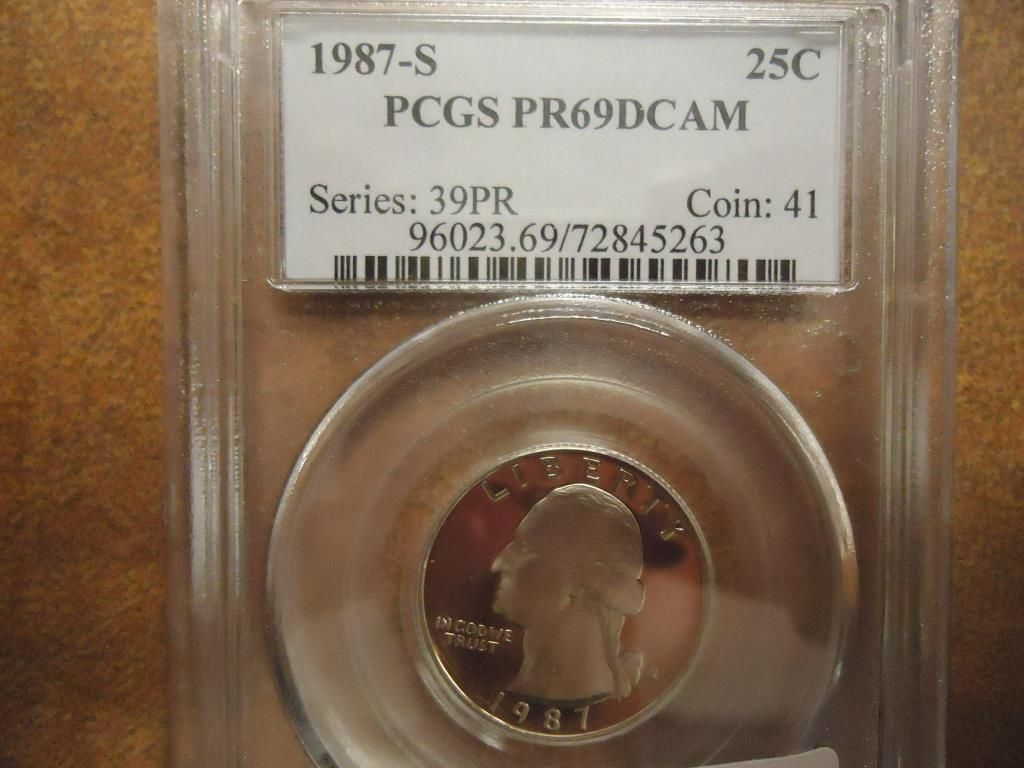 1987-S 25C
PCGS PR69DCAM
Series: 39PR Coin: 41
96023.69/72845263
LIBERTY
IN GOD WE
TRUST
1987